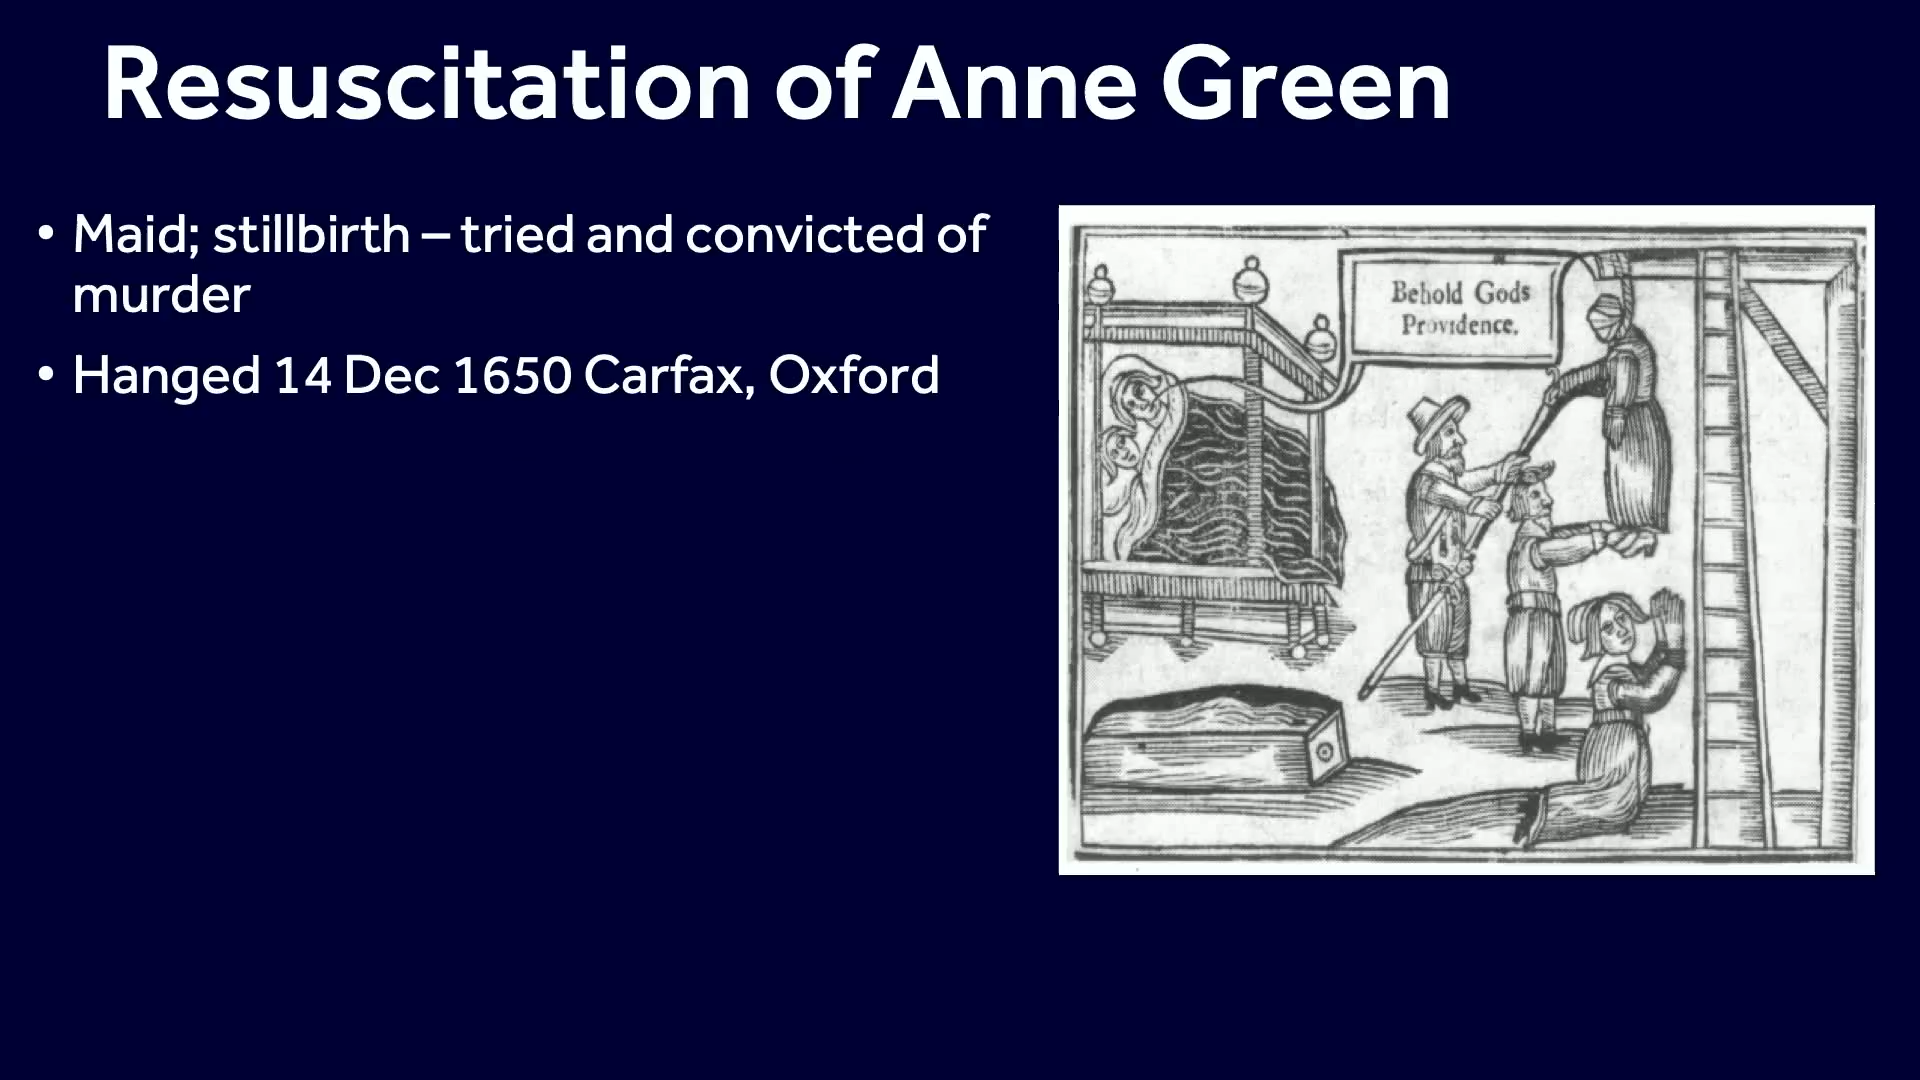 Resuscitation of Anne Green
• Maid; stillbirth – tried and convicted of
murder
• Hanged 14 Dec 1650 Carfax, Oxford
Behold Gods
Providence.